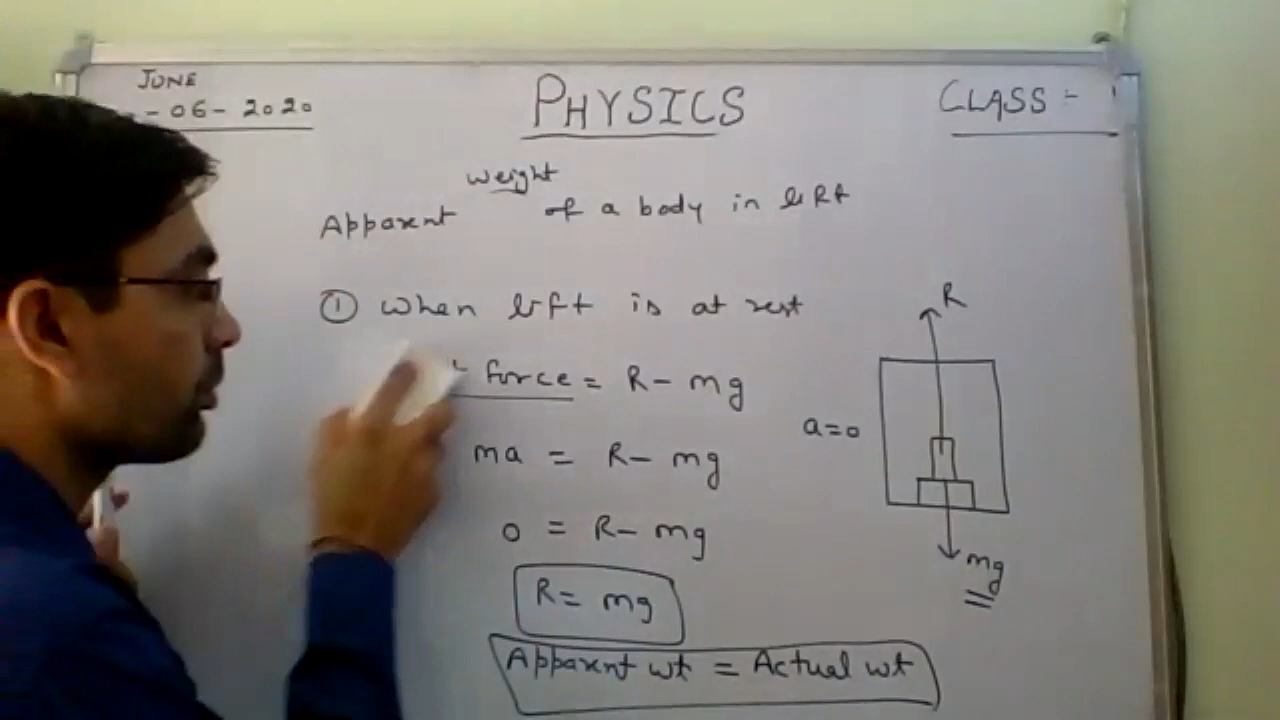 JUNE
- 06 - 2020
PHYSICS
CLASS :-
weight
Apparent of a body in lift
① When lift is at rest
force = R - mg
ma = R - mg
0 = R - mg
R = mg
Apparent wt = Actual wt
R
a=0
mg